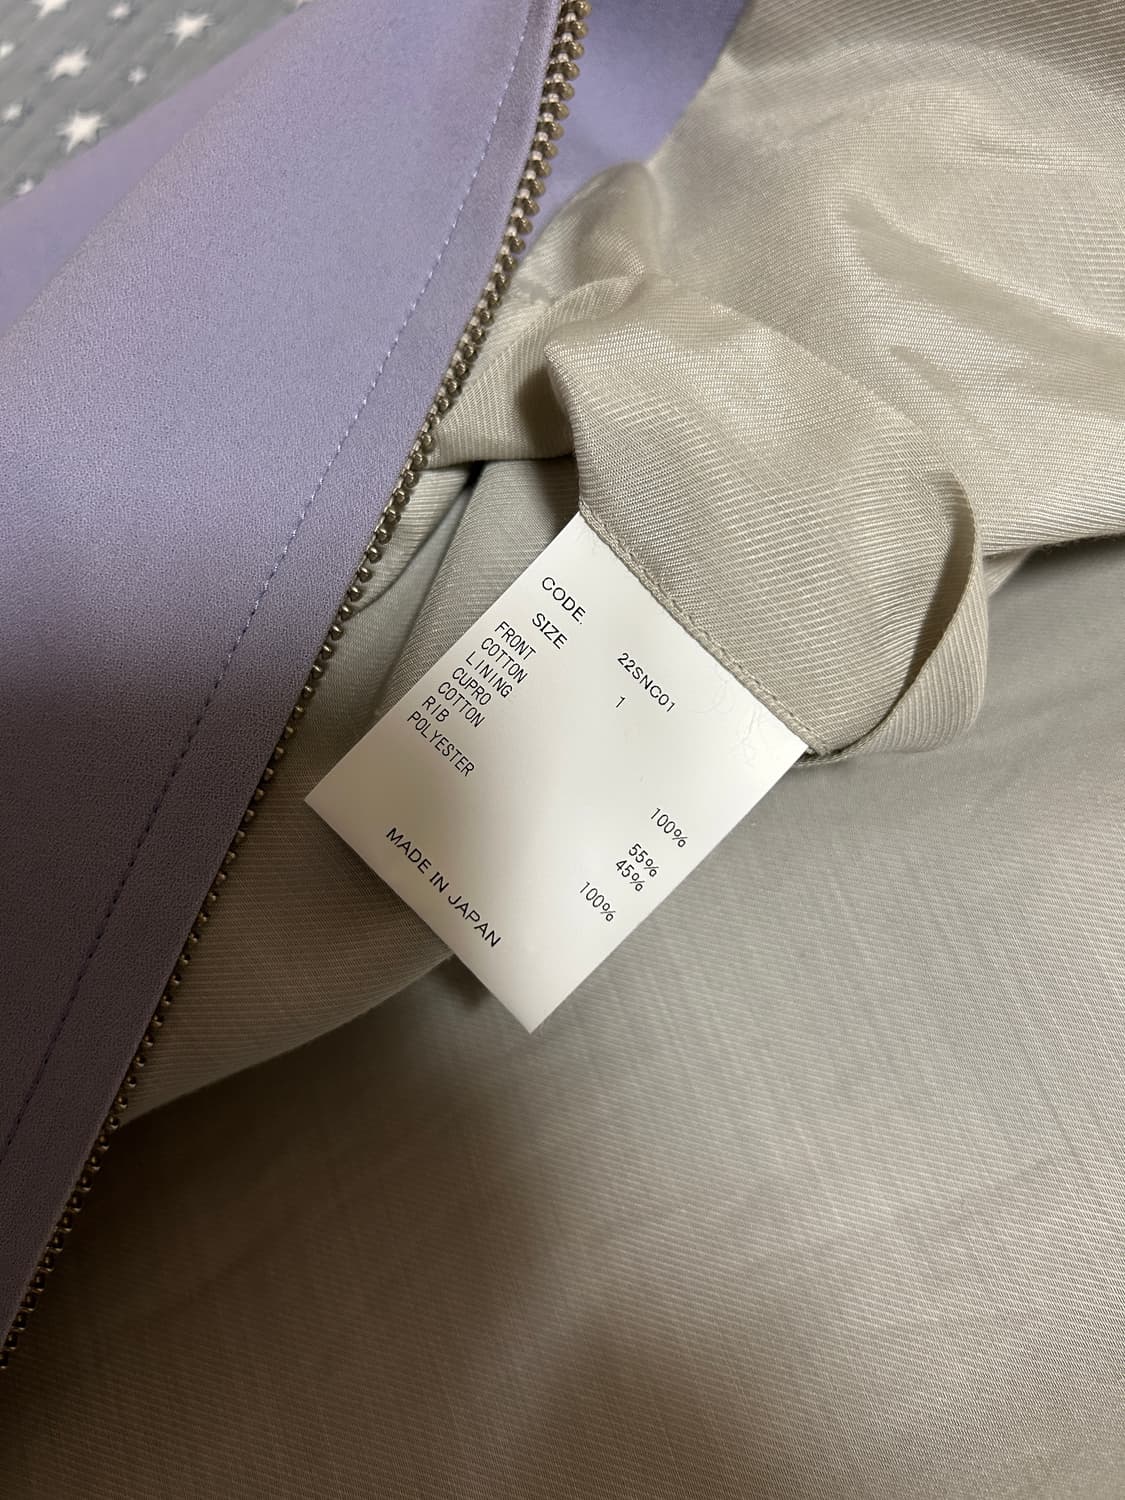 CODE 22SNC01
SIZE 1
FRONT
COTTON 100%
LINING
CUPRO 55%
COTTON 45%
RIB
POLYESTER 100%
MADE IN JAPAN